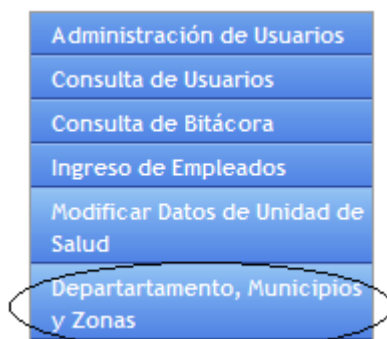 Administración de Usuarios
Consulta de Usuarios
Consulta de Bitácora
Ingreso de Empleados
Modificar Datos de Unidad de
Salud
Departartamento, Municipios
y Zonas